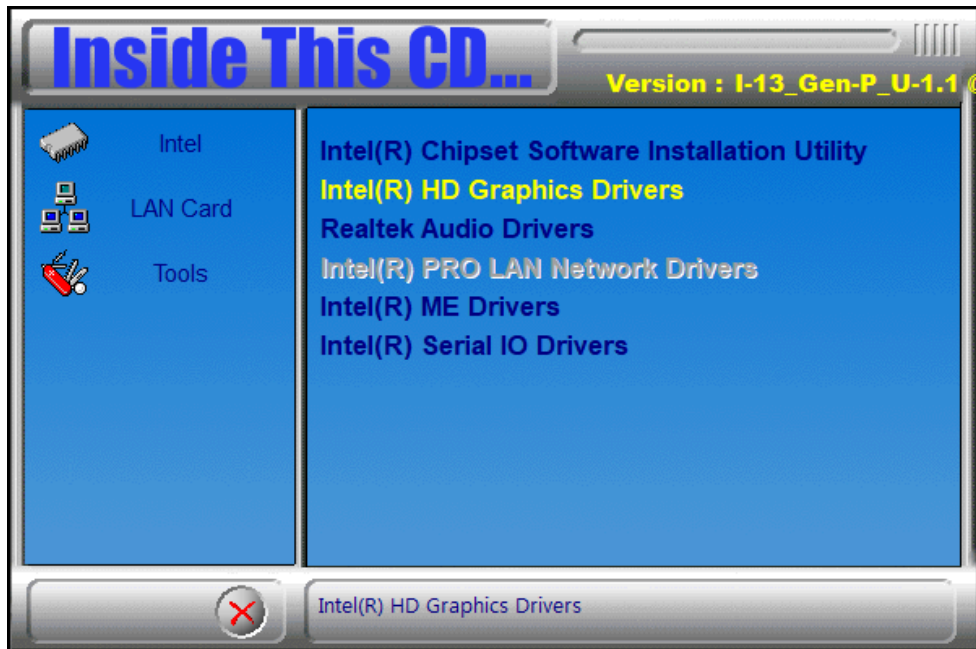 Inside This CD...
Version : I-13_Gen-P_U-1.1
Intel
LAN Card
Tools
Intel(R) Chipset Software Installation Utility
Intel(R) HD Graphics Drivers
Realtek Audio Drivers
Intel(R) PRO LAN Network Drivers
Intel(R) ME Drivers
Intel(R) Serial IO Drivers
Intel(R) HD Graphics Drivers